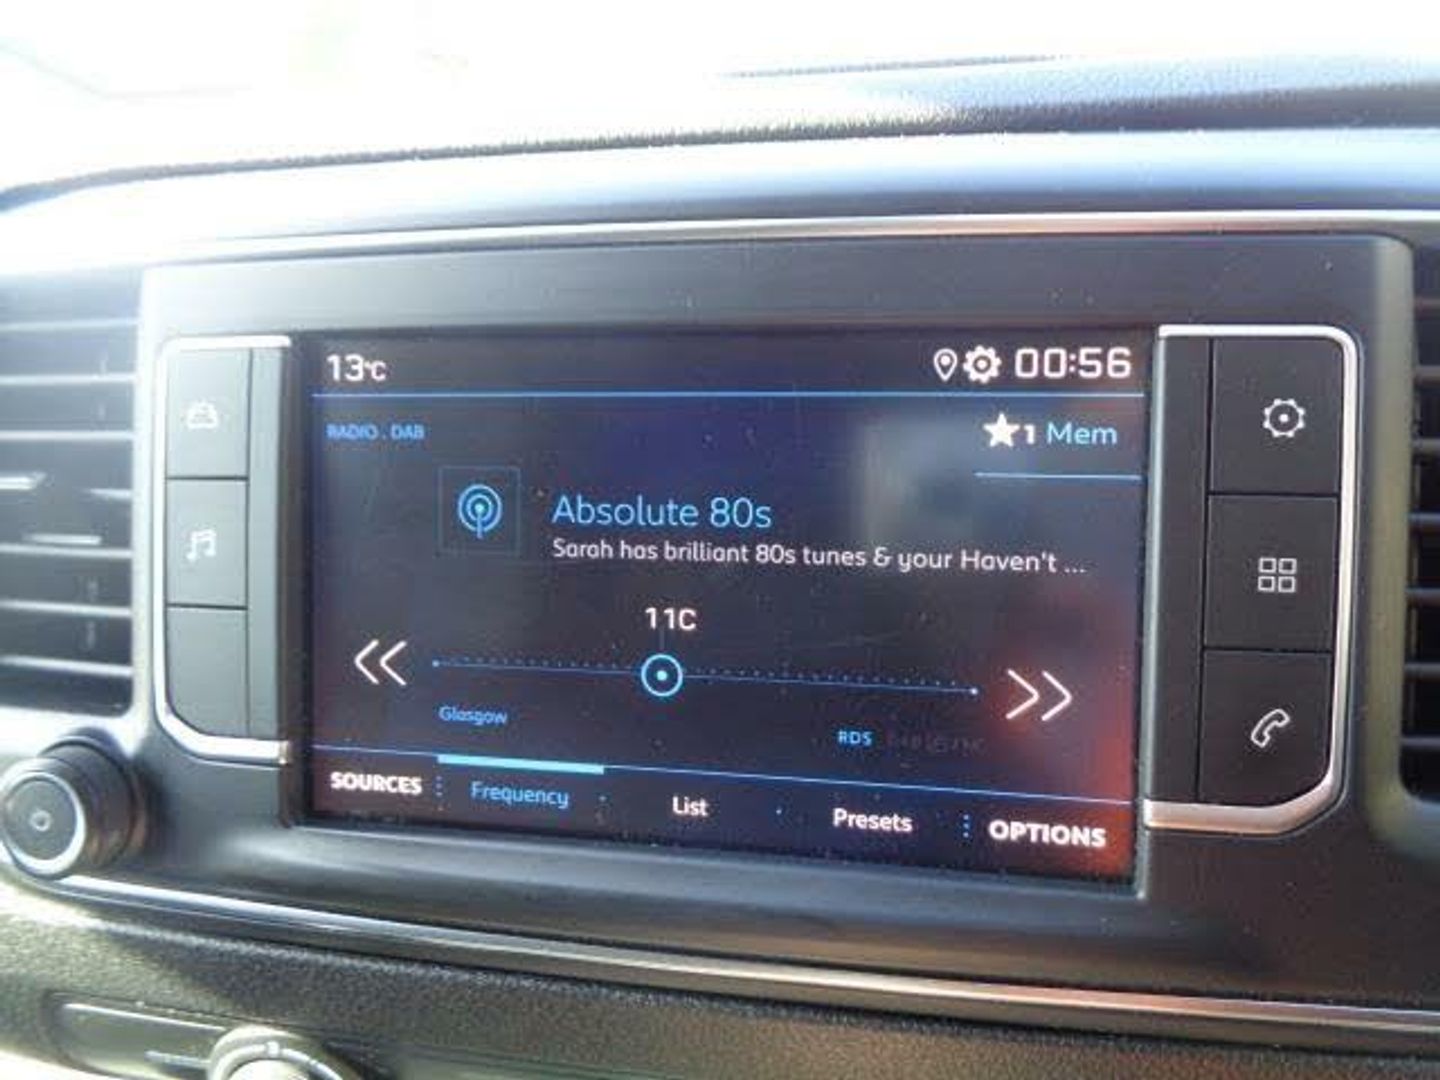 13°C 00:56
RADIO . DAB
1 Mem
Absolute 80s
Sarah has brilliant 80s tunes & your Haven't ...
11C
Glasgow
RDS
SOURCES Frequency List Presets OPTIONS